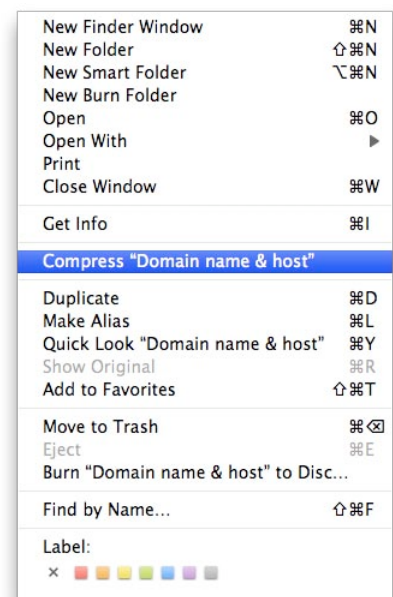 New Finder Window ⌘N
New Folder ⇧⌘N
New Smart Folder ⌥⌘N
New Burn Folder
Open ⌘O
Open With ▶
Print
Close Window ⌘W
Get Info ⌘I
Compress “Domain name & host”
Duplicate ⌘D
Make Alias ⌘L
Quick Look “Domain name & host” ⌘Y
Show Original ⌘R
Add to Favorites ⇧⌘T
Move to Trash ⌘⌫
Eject ⌘E
Burn “Domain name & host” to Disc...
Find by Name... ⇧⌘F
Label:
×